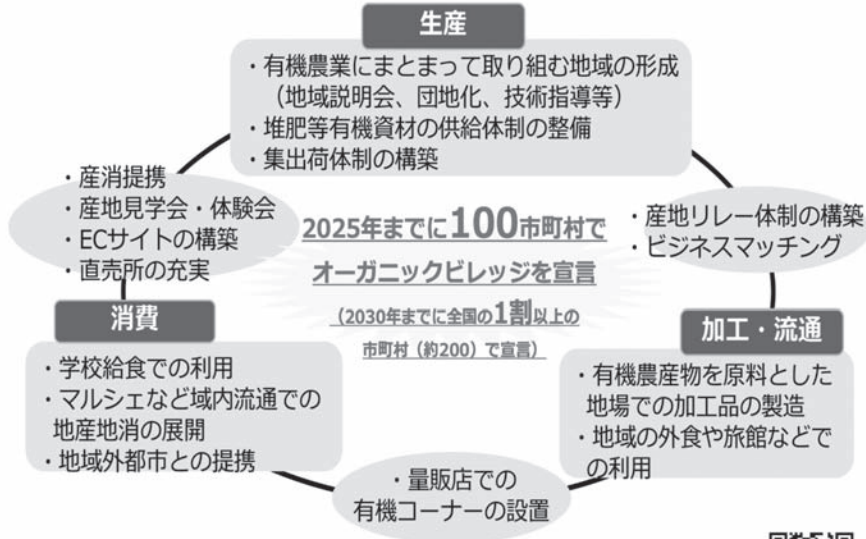 生産
・有機農業にまとまって取り組む地域の形成
（地域説明会、団地化、技術指導等）
・堆肥等有機資材の供給体制の整備
・集出荷体制の構築
・産消提携
・産地見学会・体験会
・ECサイトの構築
・直売所の充実
2025年までに100市町村で
オーガニックビレッジを宣言
（2030年までに全国の1割以上の
市町村（約200）で宣言）
・産地リレー体制の構築
・ビジネスマッチング
消費
・学校給食での利用
・マルシェなど域内流通での
地産地消の展開
・地域外都市との提携
加工・流通
・有機農産物を原料とした
地場での加工品の製造
・地域の外食や旅館などで
の利用
・量販店での
有機コーナーの設置